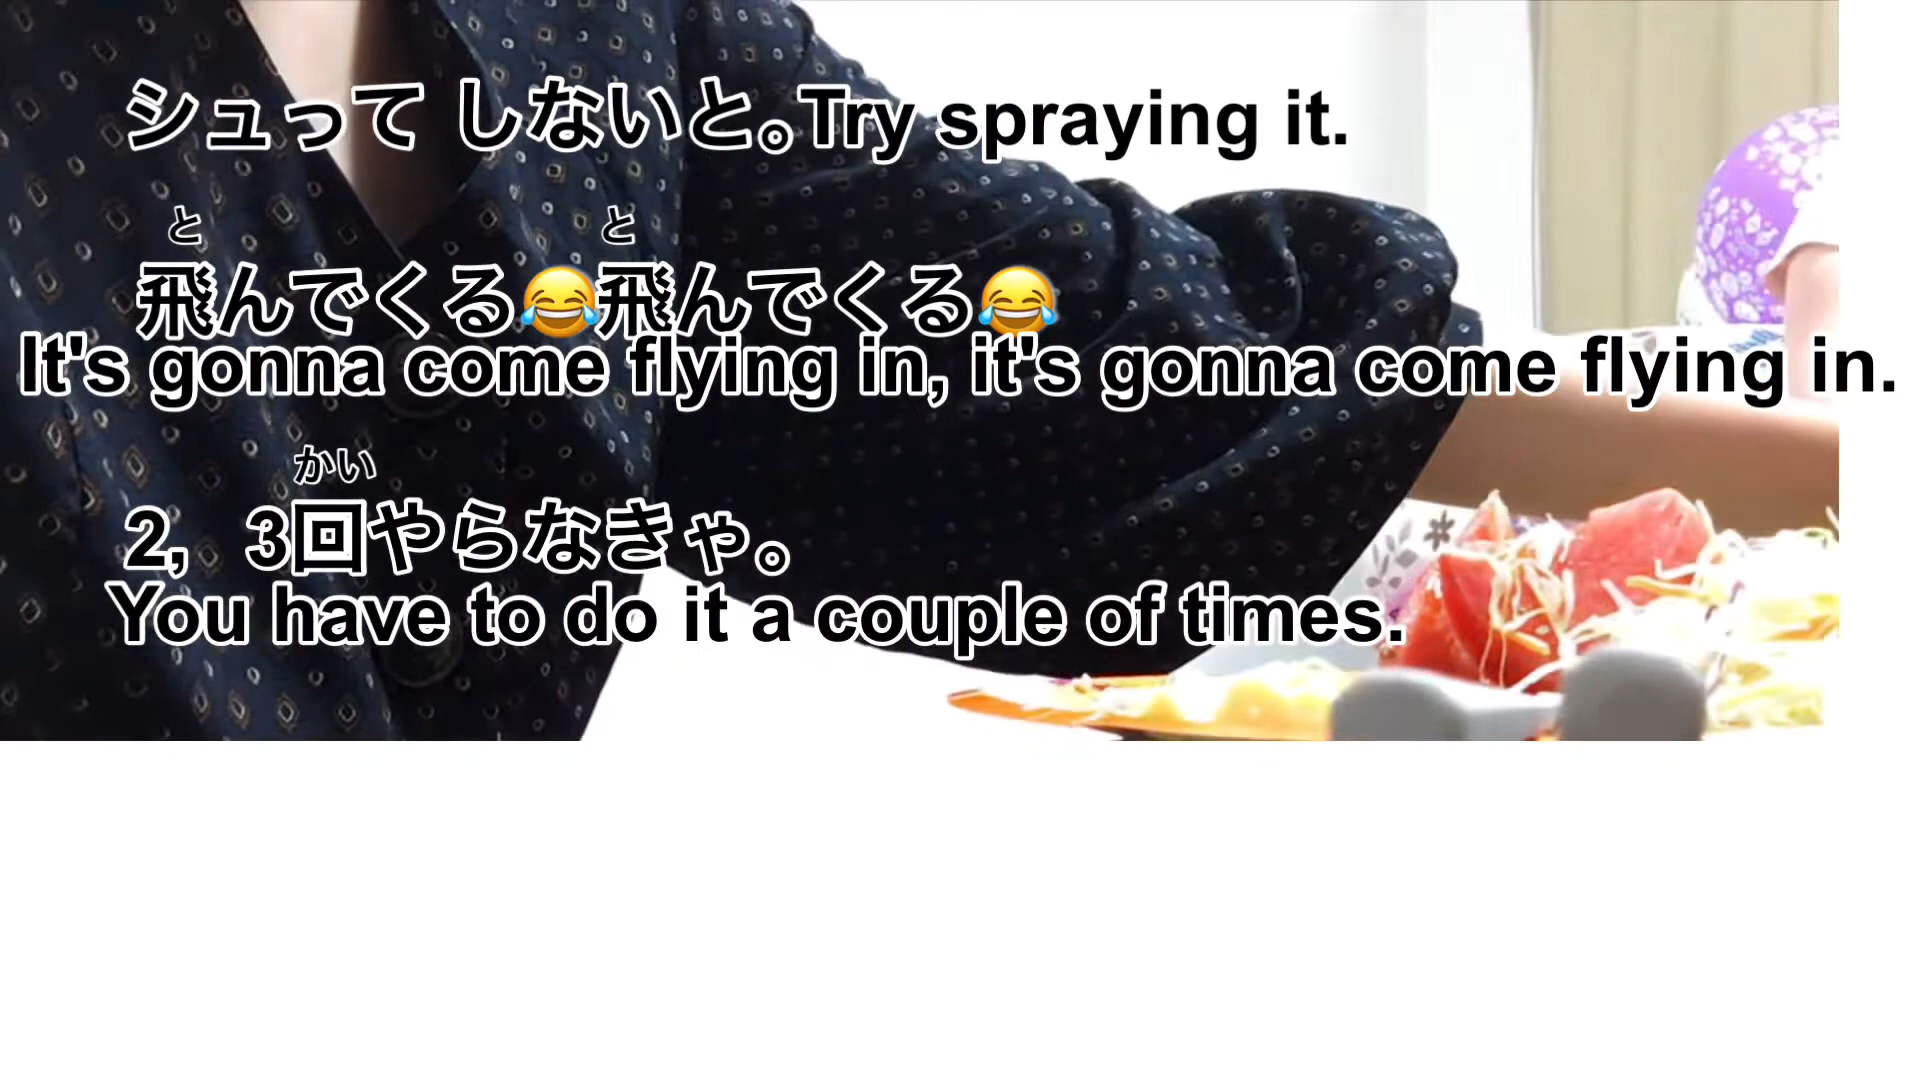 シュって しないと。Try spraying it.
と と
飛んでくる😂飛んでくる😂
It's gonna come flying in, it's gonna come flying in.
かい
2, 3回やらなきゃ。
You have to do it a couple of times.